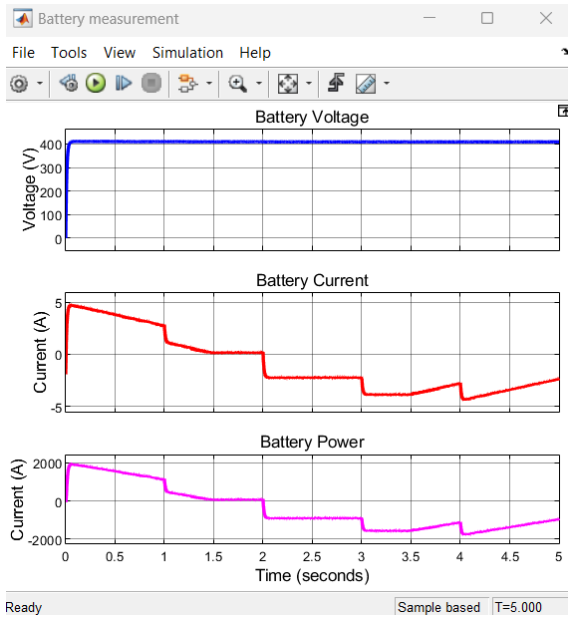 Battery measurement
File Tools View Simulation Help
Battery Voltage
Voltage (V)
400
300
200
100
0
Battery Current
Current (A)
5
0
-5
Battery Power
Current (A)
2000
0
-2000
0 0.5 1 1.5 2 2.5 3 3.5 4 4.5 5
Time (seconds)
Ready Sample based T=5.000